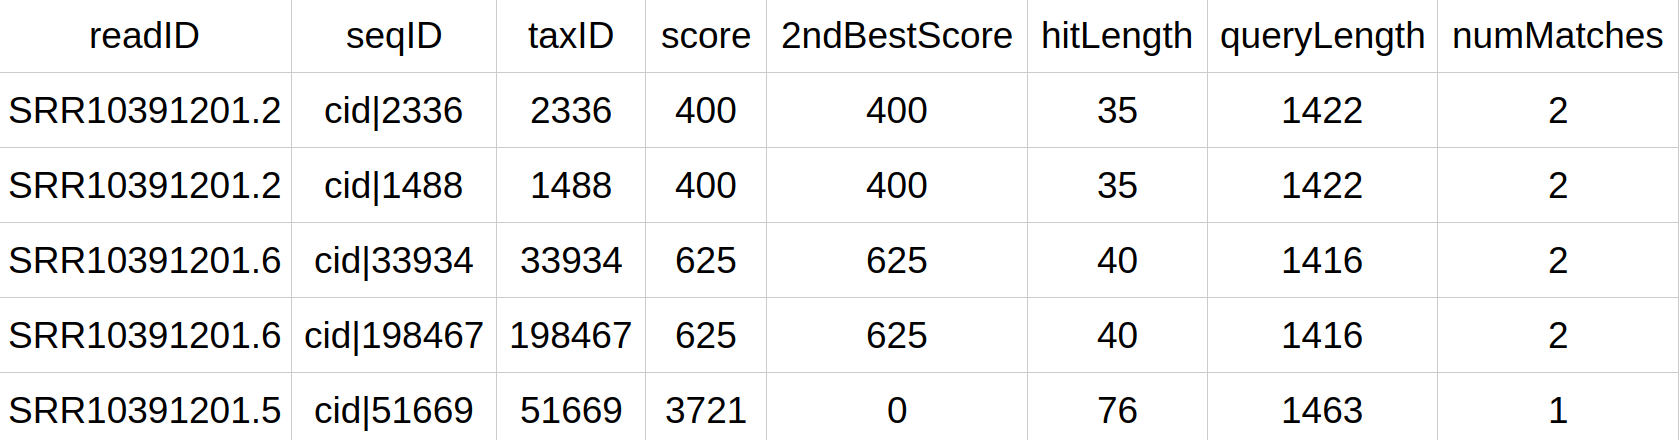 readID seqID taxID score 2ndBestScore hitLength queryLength numMatches
SRR10391201.2 cid|2336 2336 400 400 35 1422 2
SRR10391201.2 cid|1488 1488 400 400 35 1422 2
SRR10391201.6 cid|33934 33934 625 625 40 1416 2
SRR10391201.6 cid|198467 198467 625 625 40 1416 2
SRR10391201.5 cid|51669 51669 3721 0 76 1463 1